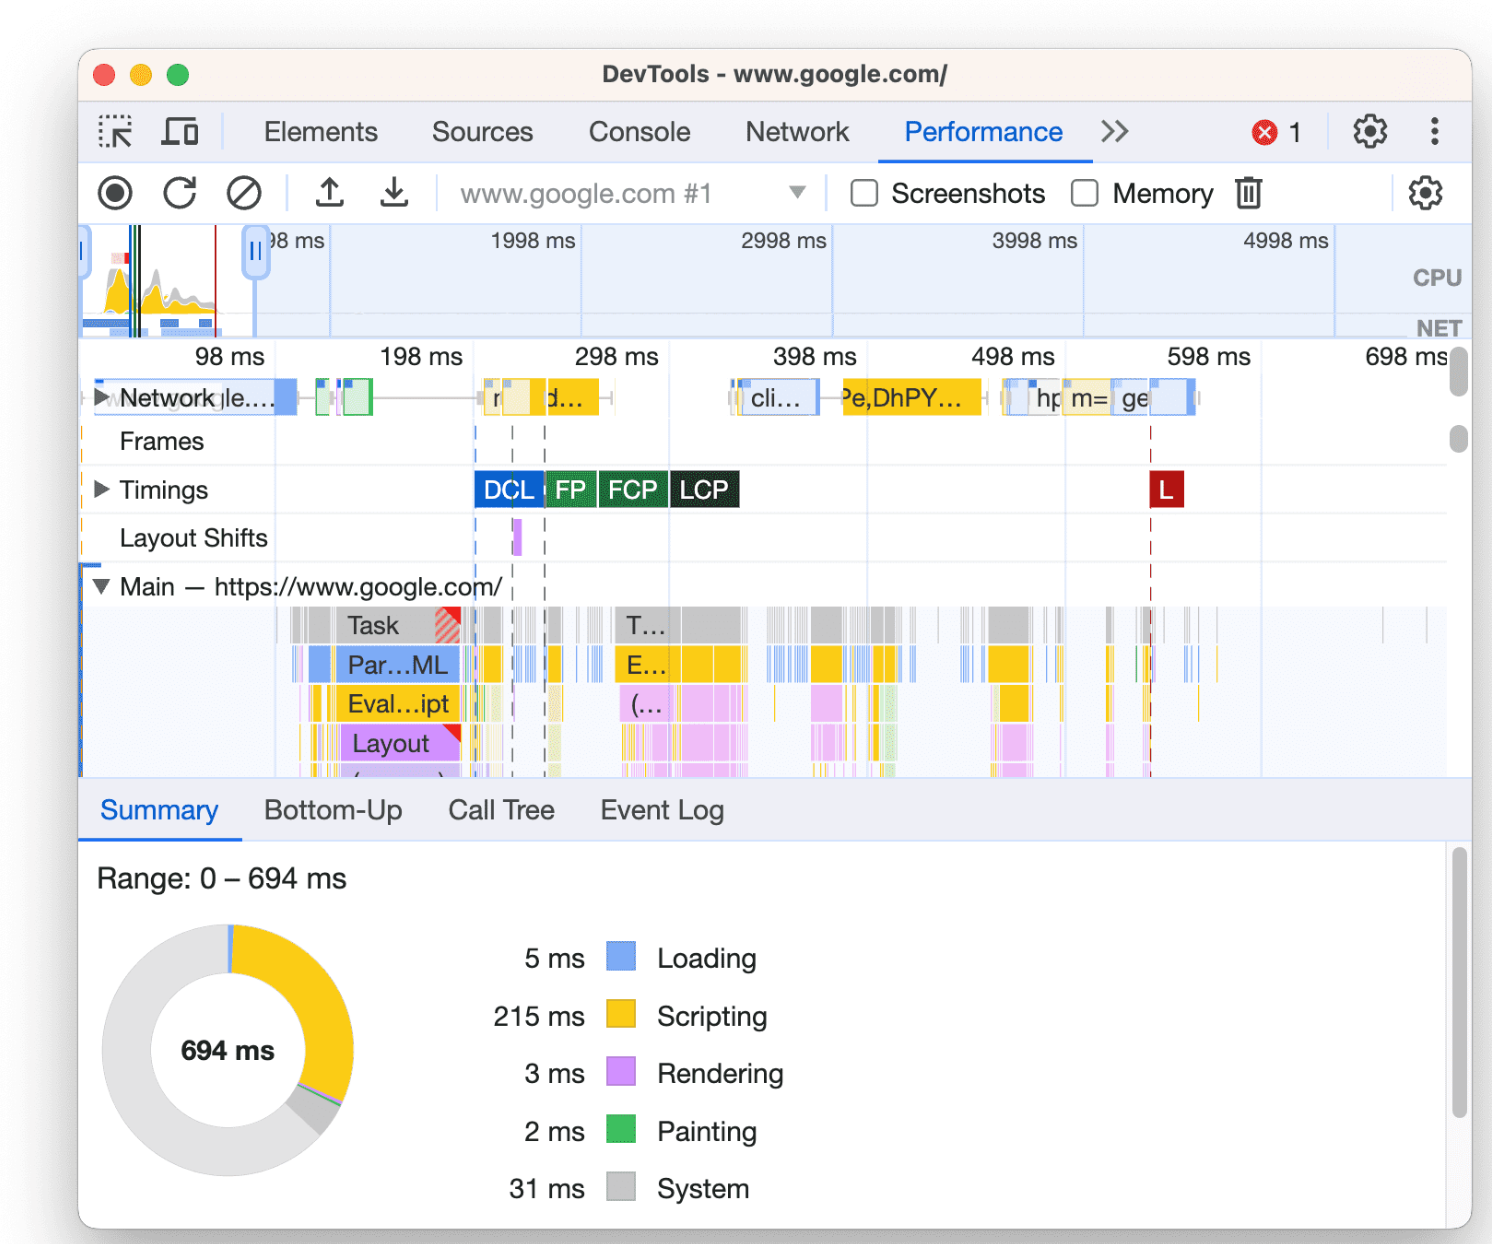 DevTools - www.google.com/
Elements Sources Console Network Performance 1
www.google.com #1 Screenshots Memory
98 ms 1998 ms 2998 ms 3998 ms 4998 ms
CPU
NET
98 ms 198 ms 298 ms 398 ms 498 ms 598 ms 698 ms
Network le.... d... cli... Pe,DhPY... hp m= ge
Frames
Timings DCL FP FCP LCP L
Layout Shifts
Main — https://www.google.com/
Task T...
Par...ML E...
Eval...ipt (...
Layout
Summary Bottom-Up Call Tree Event Log
Range: 0 – 694 ms
5 ms Loading
215 ms Scripting
694 ms
3 ms Rendering
2 ms Painting
31 ms System